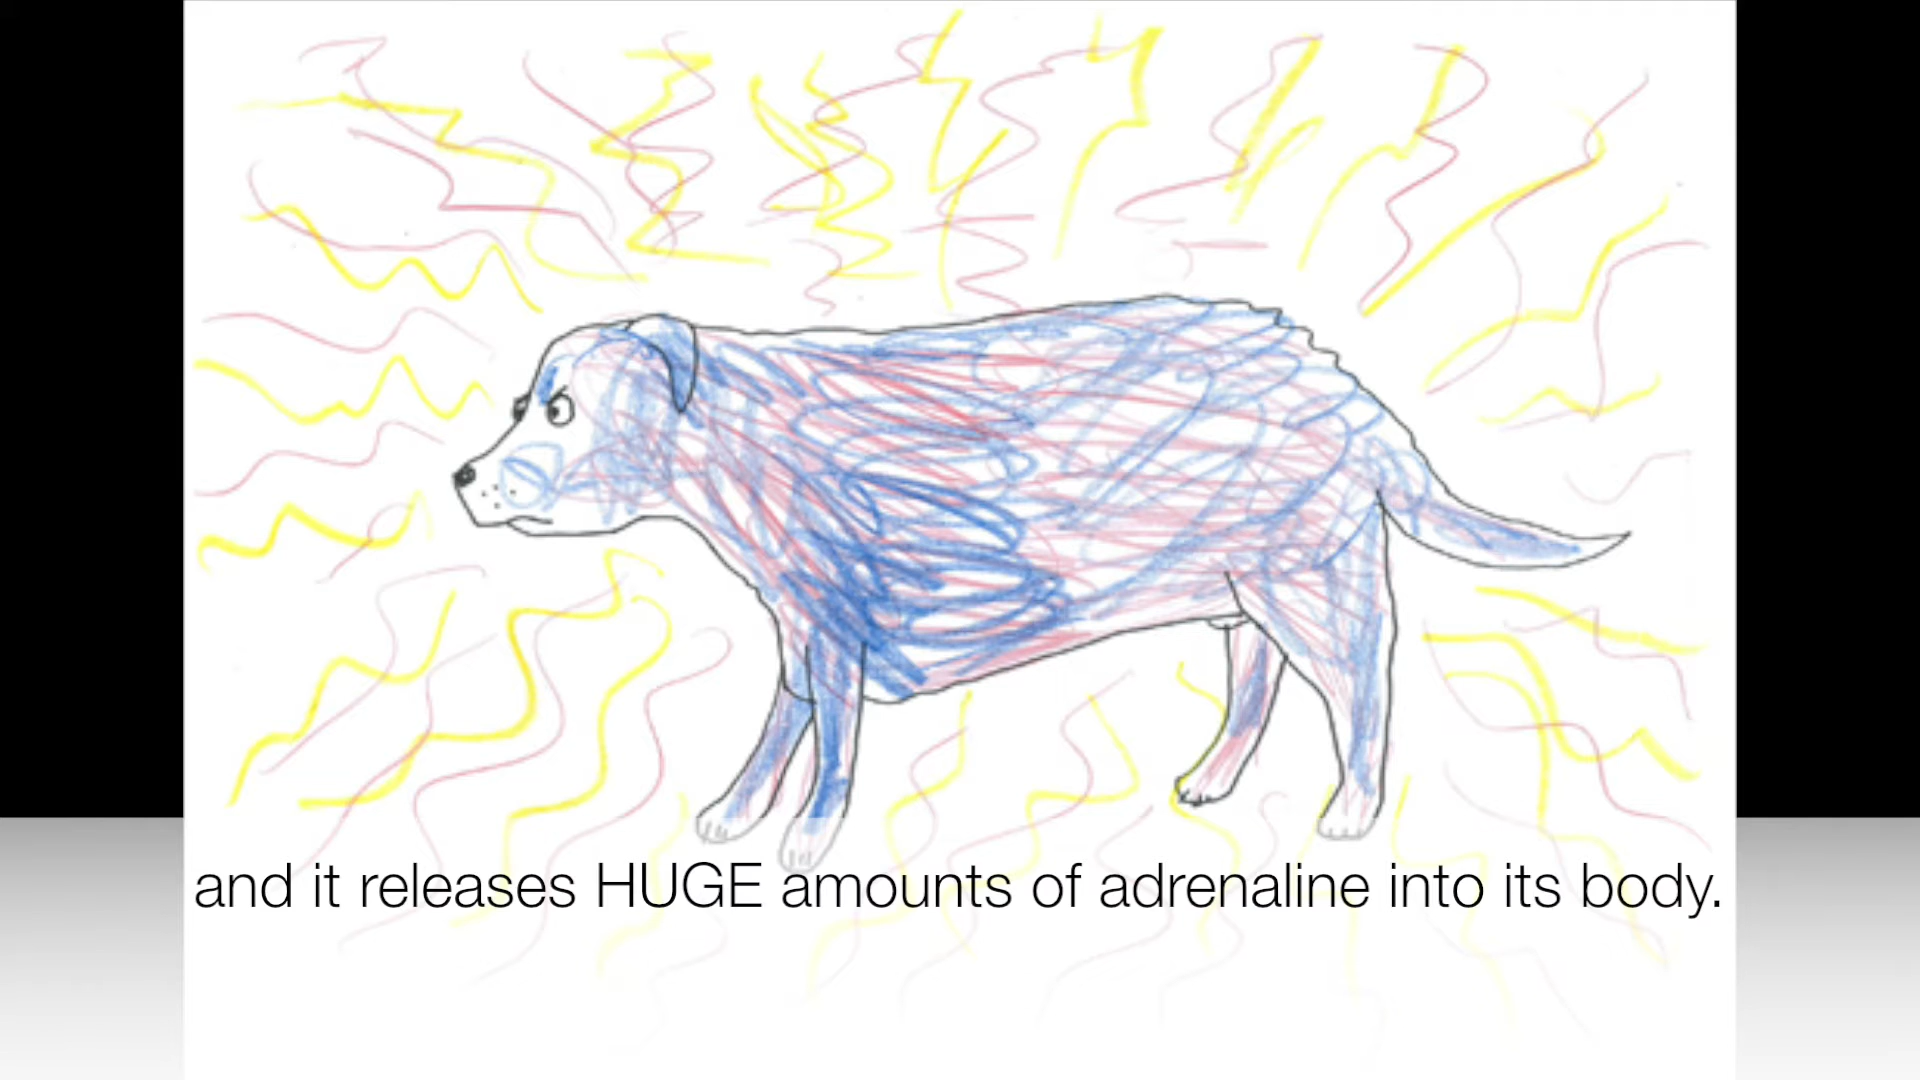 and it releases HUGE amounts of adrenaline into its body.